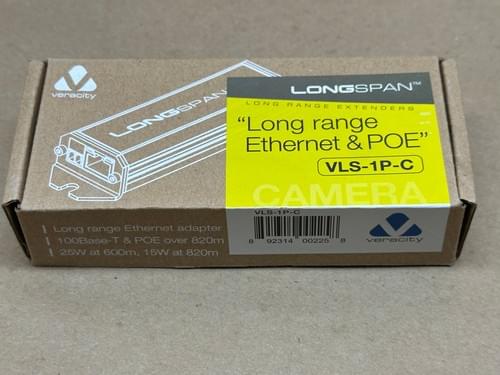 veracity
LONGSPAN
LONGSPAN™
LONG RANGE EXTENDERS
"Long range
Ethernet & POE"
VLS-1P-C
CAMERA
Long range Ethernet adapter
100Base-T & POE over 820m
25W at 600m, 15W at 820m
VLS-1P-C
8 92314 00225 8
veracity